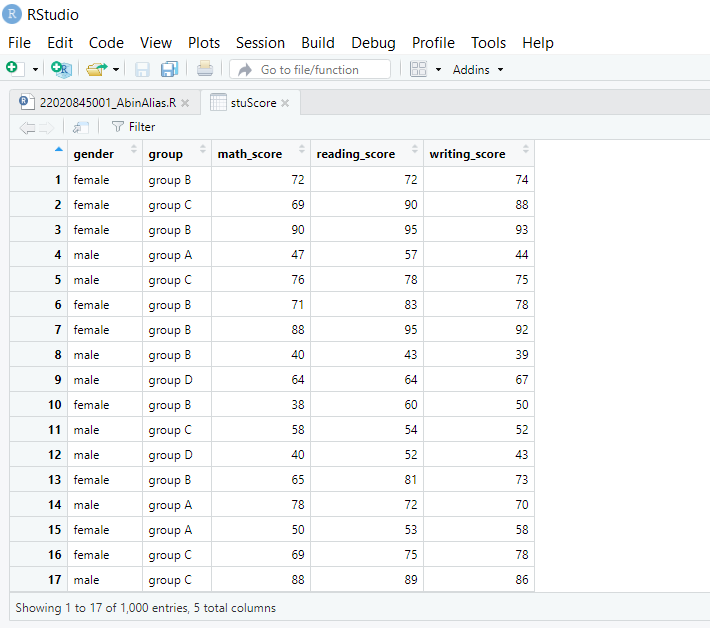 RStudio
File Edit Code View Plots Session Build Debug Profile Tools Help
Go to file/function Addins
22020845001_AbinAlias.R stuScore
Filter
gender group math_score reading_score writing_score
1 female group B 72 72 74
2 female group C 69 90 88
3 female group B 90 95 93
4 male group A 47 57 44
5 male group C 76 78 75
6 female group B 71 83 78
7 female group B 88 95 92
8 male group B 40 43 39
9 male group D 64 64 67
10 female group B 38 60 50
11 male group C 58 54 52
12 male group D 40 52 43
13 female group B 65 81 73
14 male group A 78 72 70
15 female group A 50 53 58
16 female group C 69 75 78
17 male group C 88 89 86
Showing 1 to 17 of 1,000 entries, 5 total columns